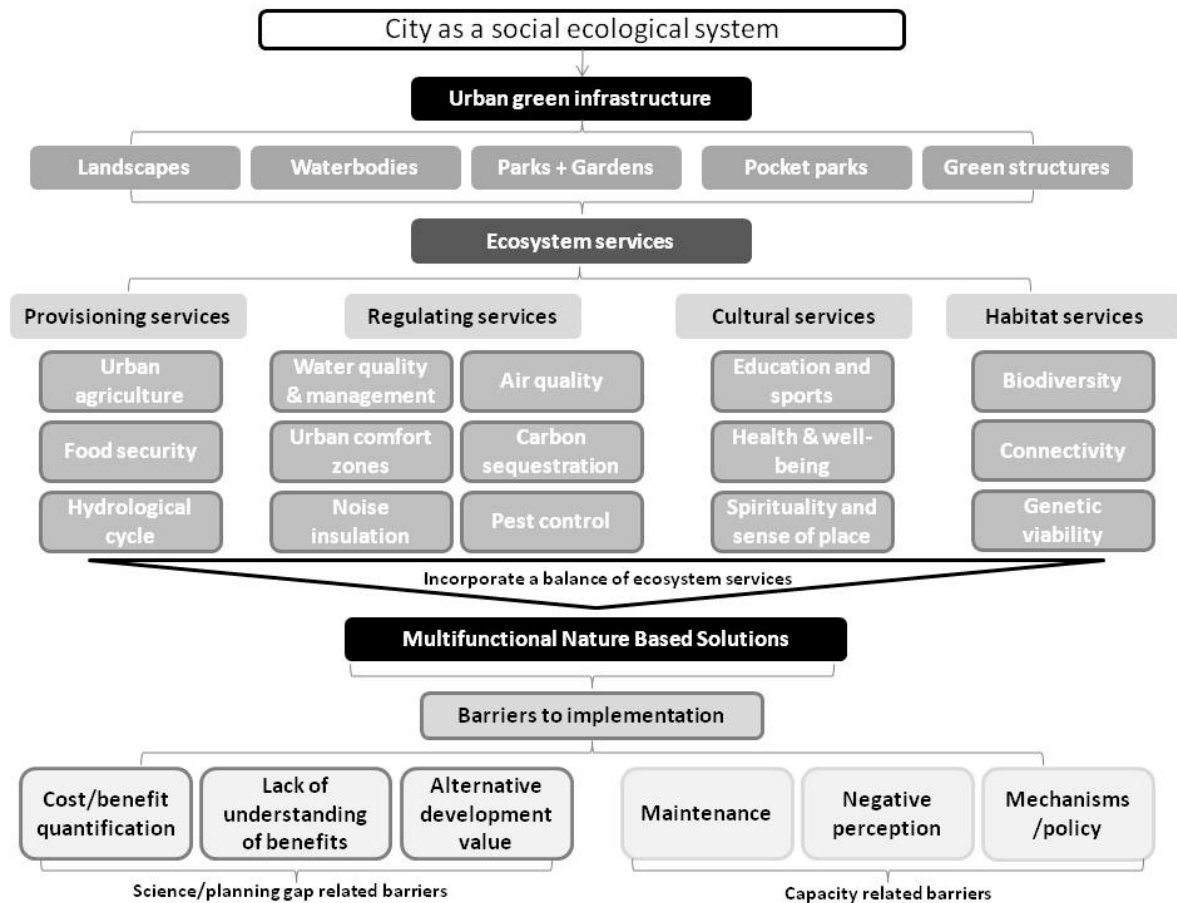 City as a social ecological system
Urban green infrastructure
Landscapes
Waterbodies
Parks + Gardens
Pocket parks
Green structures
Ecosystem services
Provisioning services
Regulating services
Cultural services
Habitat services
Urban
agriculture
Food security
Hydrological
cycle
Water quality
& management
Urban comfort
zones
Noise
insulation
Air quality
Carbon
sequestration
Pest control
Education and
sports
Health & well-
being
Spirituality and
sense of place
Biodiversity
Connectivity
Genetic
viability
Incorporate a balance of ecosystem services
Multifunctional Nature Based Solutions
Barriers to implementation
Cost/benefit
quantification
Lack of
understanding
of benefits
Alternative
development
value
Maintenance
Negative
perception
Mechanisms
/policy
Science/planning gap related barriers
Capacity related barriers